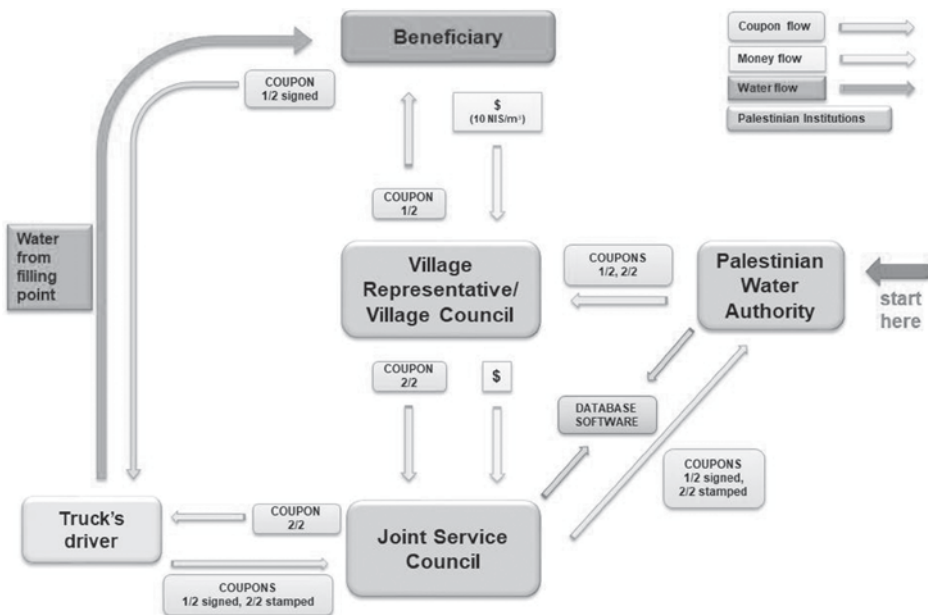 Beneficiary
Coupon flow
Money flow
Water flow
Palestinian Institutions
COUPON
1/2 signed
$
(10 NIS/m³)
COUPON
1/2
Water
from
filling
point
Village
Representative/
Village Council
COUPONS
1/2, 2/2
Palestinian
Water
Authority
start
here
COUPON
2/2
$
DATABASE
SOFTWARE
COUPONS
1/2 signed,
2/2 stamped
Truck's
driver
COUPON
2/2
Joint Service
Council
COUPONS
1/2 signed, 2/2 stamped